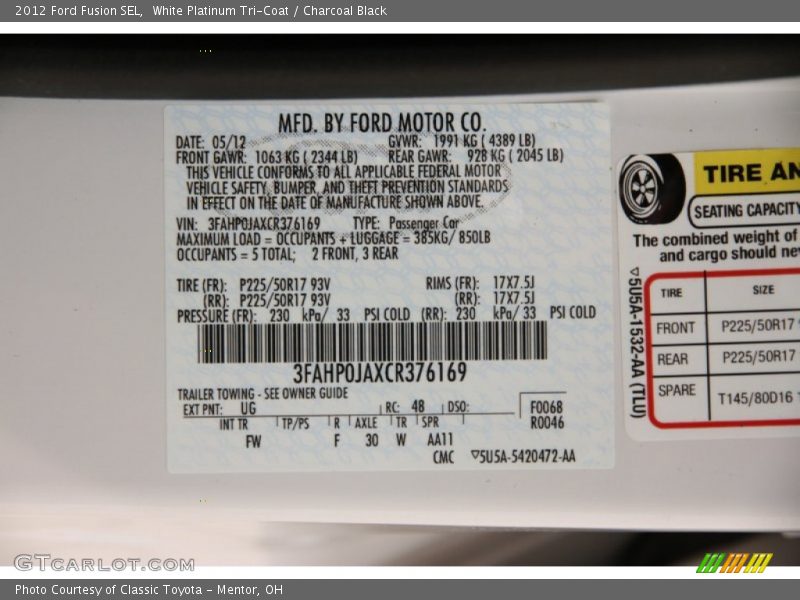 2012 Ford Fusion SEL,  White Platinum Tri-Coat / Charcoal Black
MFD. BY FORD MOTOR CO.
DATE: 05/12 GVWR: 1991 KG ( 4389 LB)
FRONT GAWR: 1063 KG ( 2344 LB) REAR GAWR: 928 KG ( 2045 LB)
THIS VEHICLE CONFORMS TO ALL APPLICABLE FEDERAL MOTOR
VEHICLE SAFETY, BUMPER, AND THEFT PREVENTION STANDARDS
IN EFFECT ON THE DATE OF MANUFACTURE SHOWN ABOVE.
VIN: 3FAHP0JAXCR376169 TYPE: Passenger Car
MAXIMUM LOAD = OCCUPANTS + LUGGAGE = 385KG/ 850LB
OCCUPANTS = 5 TOTAL; 2 FRONT, 3 REAR
TIRE (FR): P225/50R17 93V RIMS (FR): 17X7.5J
(RR): P225/50R17 93V (RR): 17X7.5J
PRESSURE (FR): 230 kPa/ 33 PSI COLD (RR): 230 kPa/ 33 PSI COLD
3FAHP0JAXCR376169
TRAILER TOWING - SEE OWNER GUIDE
EXT PNT: UG RC: 48 DSO: F0068
INT TR TP/PS R AXLE TR SPR R0046
FW F 30 W AA11
CMC ▽5U5A-5420472-AA
TIRE AN
SEATING CAPACITY
The combined weight of
and cargo should nev
▽5U5A-1532-AA (TLU)
TIRE SIZE
FRONT P225/50R17
REAR P225/50R17
SPARE T145/80D16
GTcarlot.com
Photo Courtesy of Classic Toyota - Mentor, OH